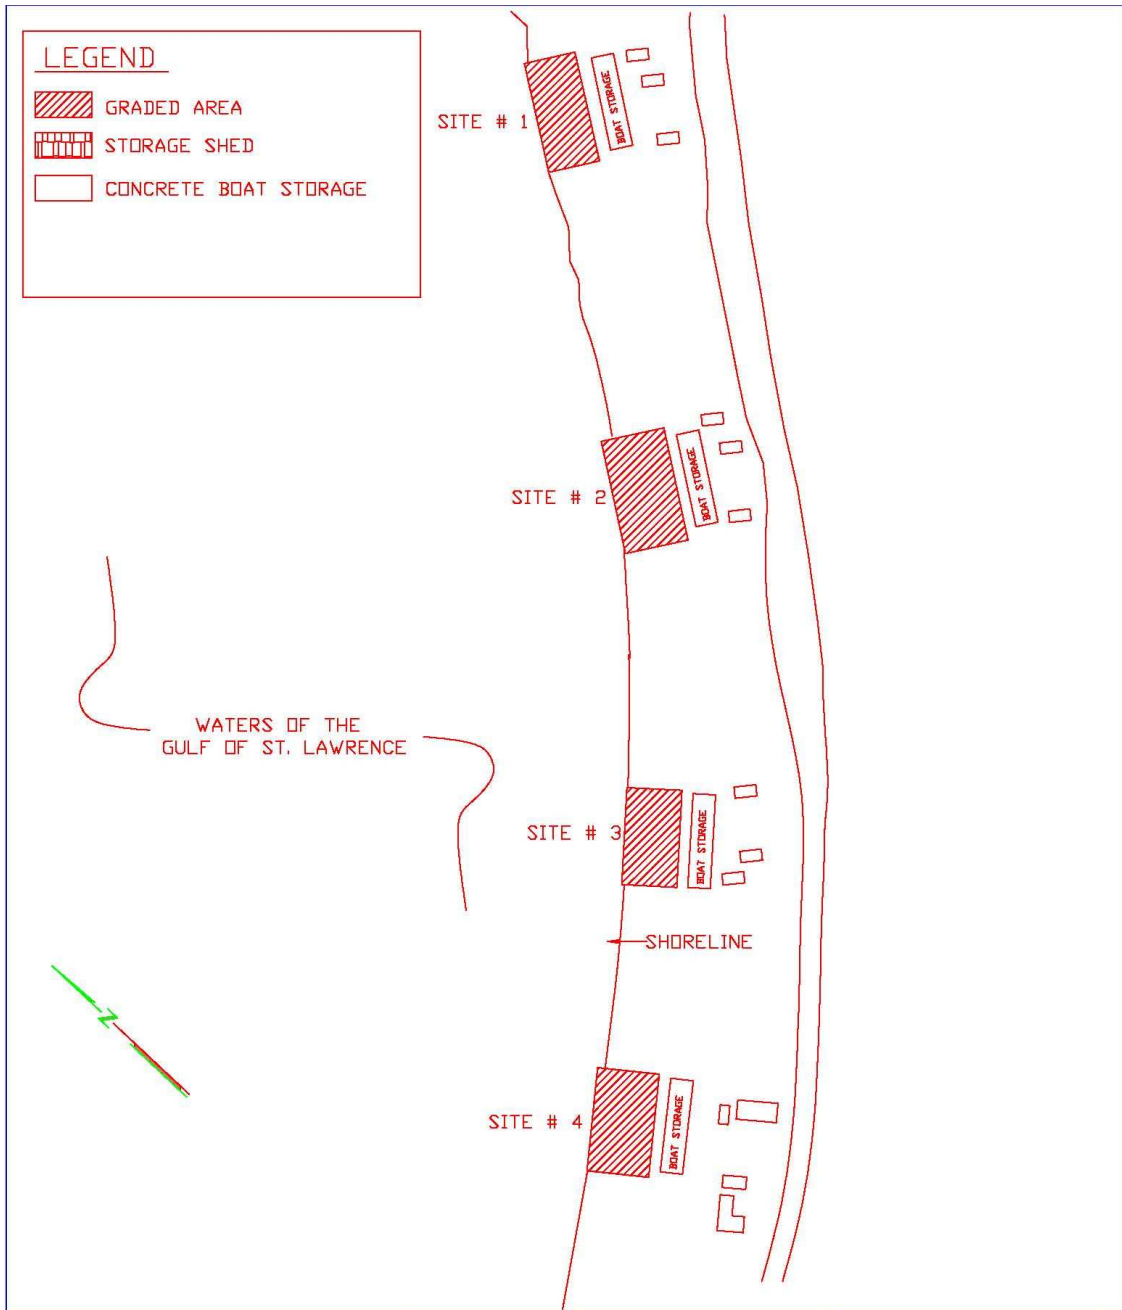 LEGEND
GRADED AREA
STORAGE SHED
CONCRETE BOAT STORAGE
SITE # 1
BOAT STORAGE
SITE # 2
BOAT STORAGE
WATERS OF THE
GULF OF ST. LAWRENCE
SITE # 3
BOAT STORAGE
SHORELINE
N
SITE # 4
BOAT STORAGE